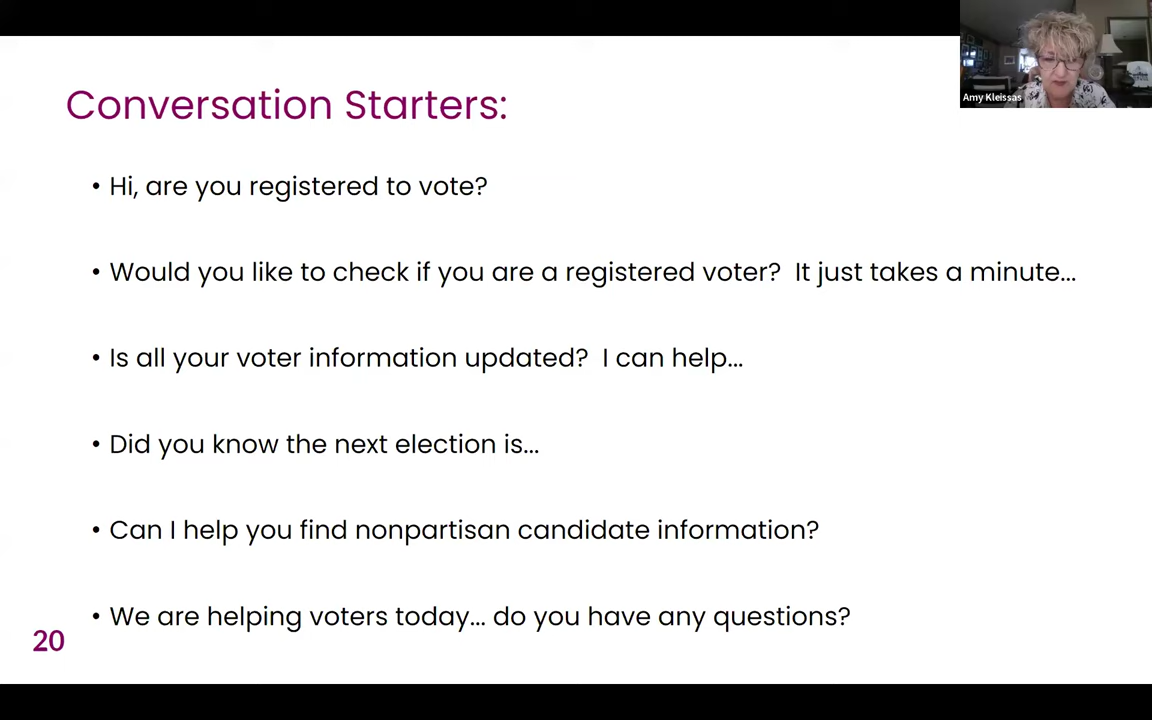 Conversation Starters:
• Hi, are you registered to vote?
• Would you like to check if you are a registered voter?  It just takes a minute...
• Is all your voter information updated?  I can help...
• Did you know the next election is...
• Can I help you find nonpartisan candidate information?
• We are helping voters today... do you have any questions?
20
Amy Kleissas